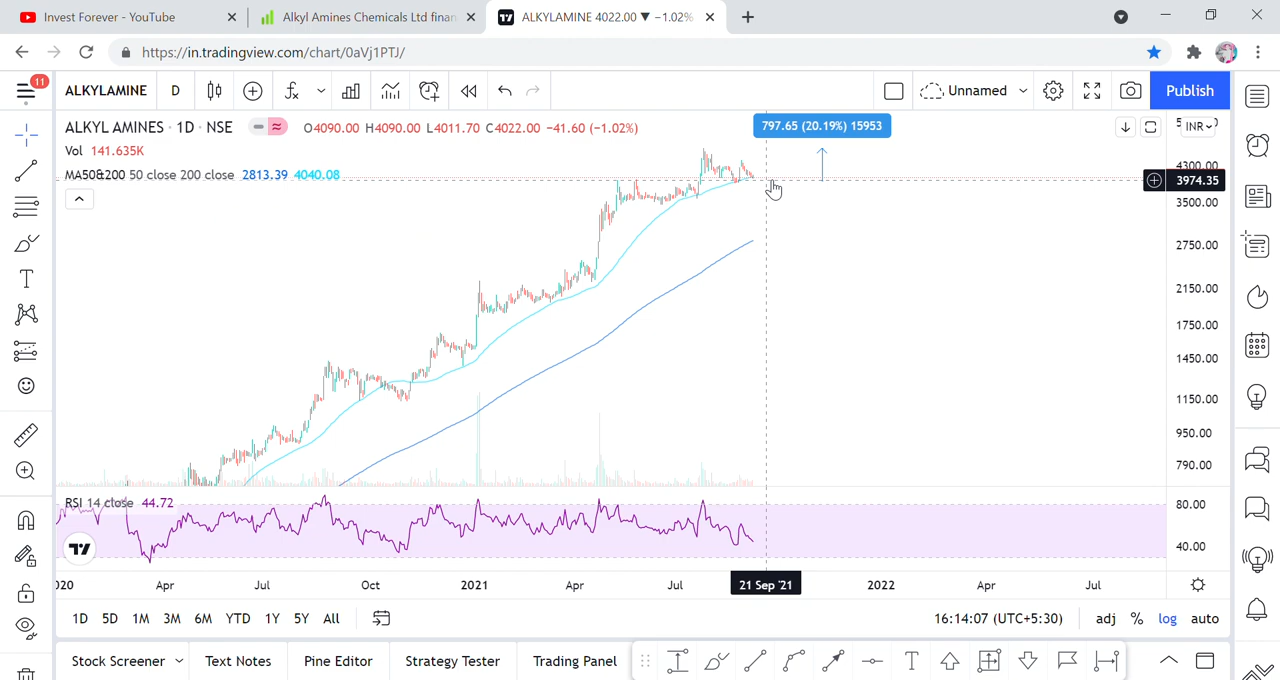 Invest Forever - YouTube
Alkyl Amines Chemicals Ltd finan
ALKYLAMINE 4022.00 ▼ −1.02%
https://in.tradingview.com/chart/0aVj1PTJ/
11
ALKYLAMINE
D
Unnamed
Publish
ALKYL AMINES · 1D · NSE
O4090.00 H4090.00 L4011.70 C4022.00 −41.60 (−1.02%)
Vol 141.635K
MA50&200 50 close 200 close 2813.39 4040.08
797.65 (20.19%) 15953
INR
4300.00
3974.35
3500.00
2750.00
2150.00
1750.00
1450.00
1150.00
950.00
790.00
RSI 14 close 44.72
80.00
40.00
2020
Apr
Jul
Oct
2021
Apr
Jul
21 Sep '21
2022
Apr
Jul
1D 5D 1M 3M 6M YTD 1Y 5Y All
16:14:07 (UTC+5:30)
adj % log auto
Stock Screener
Text Notes
Pine Editor
Strategy Tester
Trading Panel